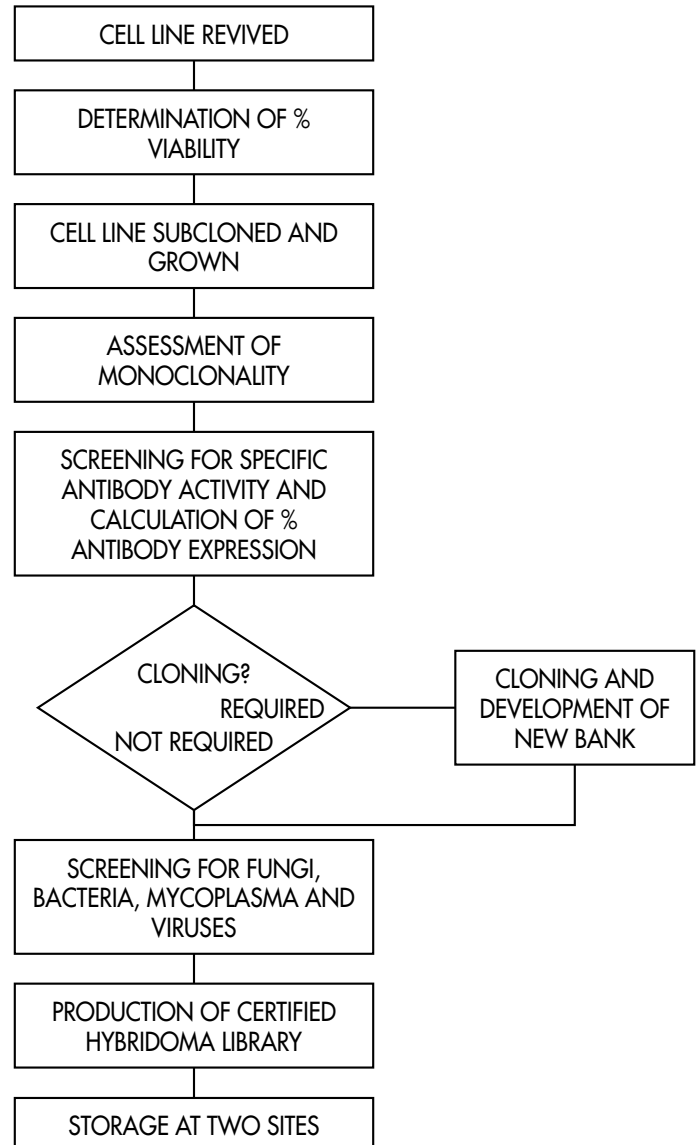 CELL LINE REVIVED
DETERMINATION OF %
VIABILITY
CELL LINE SUBCLONED AND
GROWN
ASSESSMENT OF
MONOCLONALITY
SCREENING FOR SPECIFIC
ANTIBODY ACTIVITY AND
CALCULATION OF %
ANTIBODY EXPRESSION
CLONING?
REQUIRED
NOT REQUIRED
CLONING AND
DEVELOPMENT OF
NEW BANK
SCREENING FOR FUNGI,
BACTERIA, MYCOPLASMA AND
VIRUSES
PRODUCTION OF CERTIFIED
HYBRIDOMA LIBRARY
STORAGE AT TWO SITES